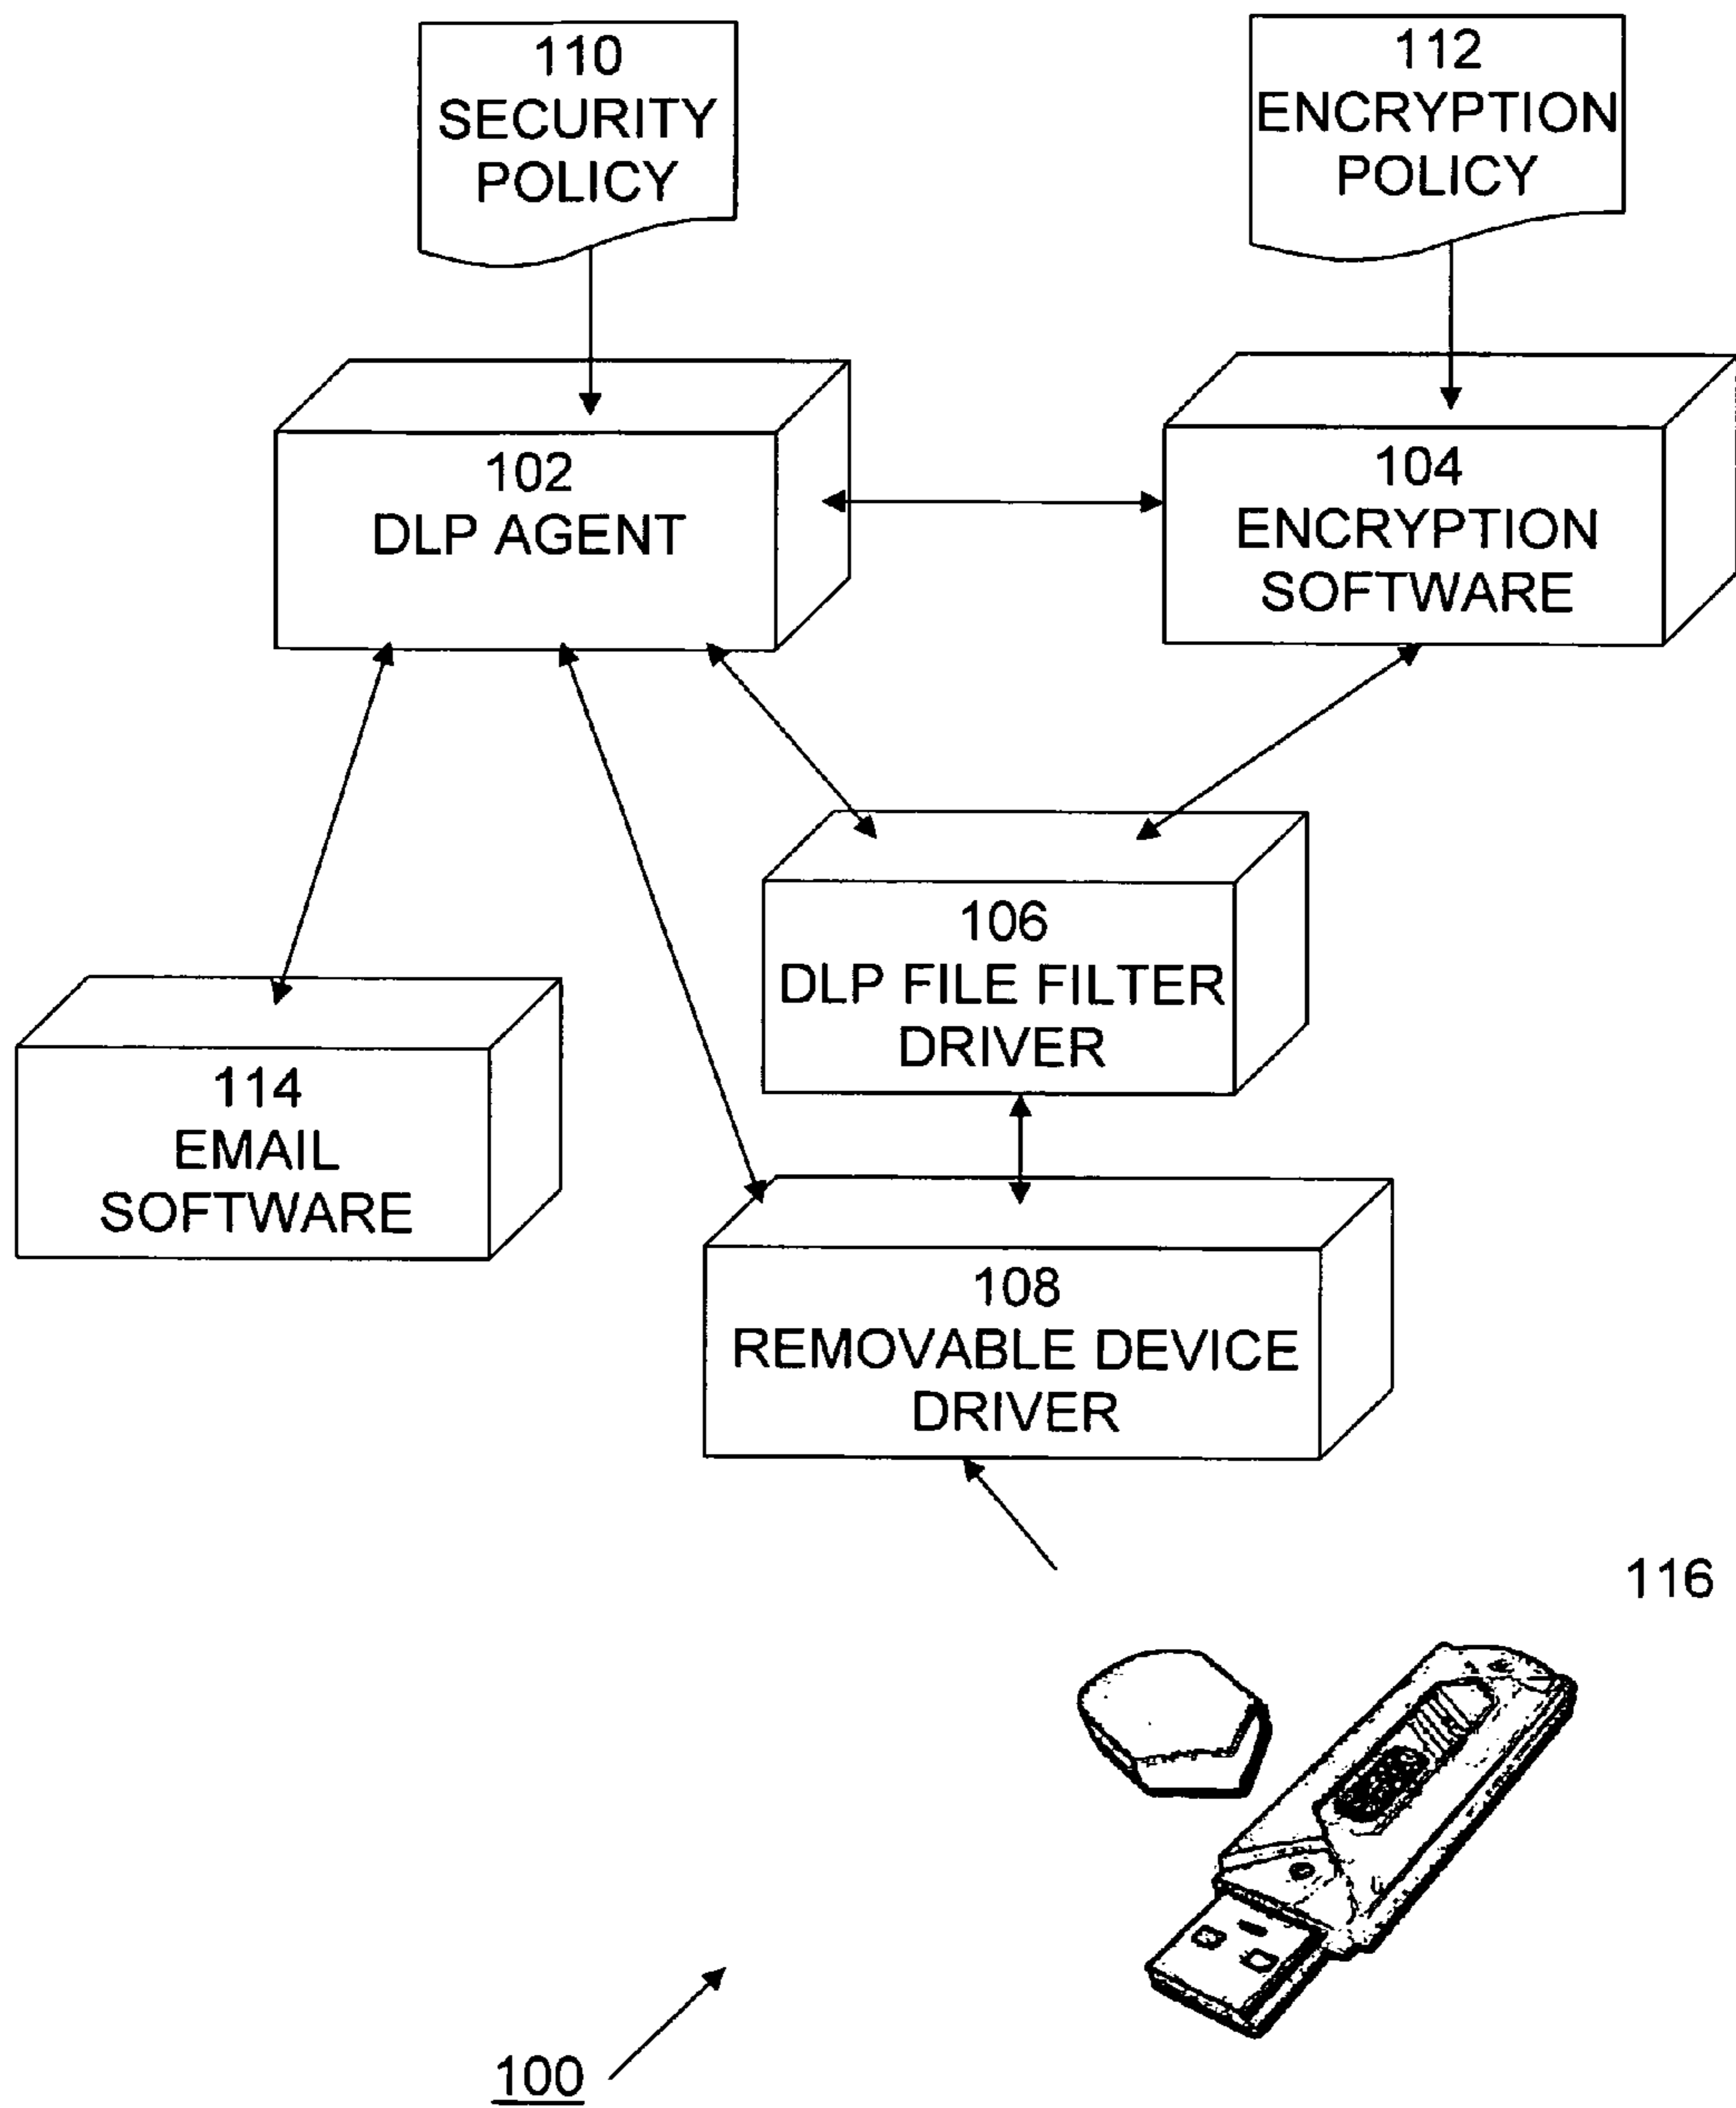 110
SECURITY
POLICY
112
ENCRYPTION
POLICY
102
DLP AGENT
104
ENCRYPTION
SOFTWARE
106
DLP FILE FILTER
DRIVER
114
EMAIL
SOFTWARE
108
REMOVABLE DEVICE
DRIVER
116
100